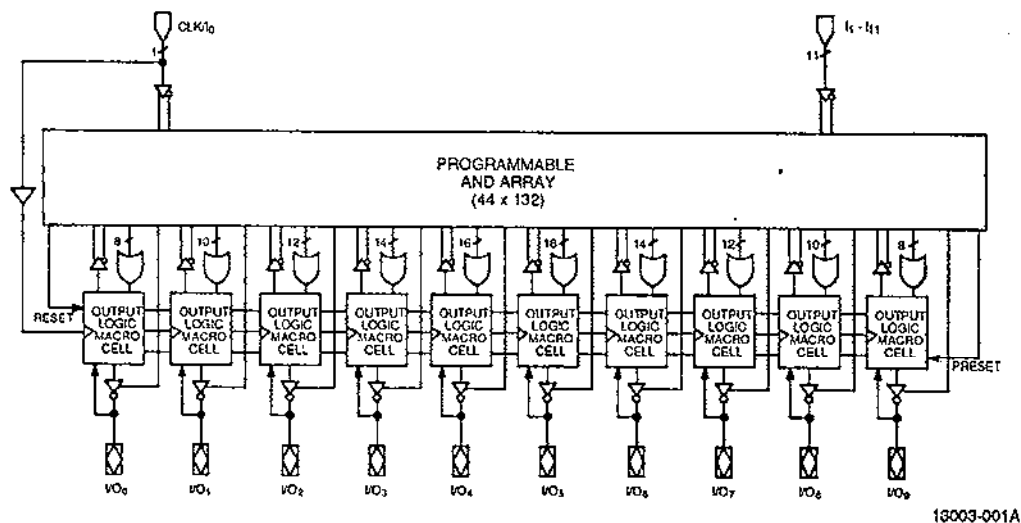 CLK/I0
I1 - I11
1
11
PROGRAMMABLE
AND ARRAY
(44 x 132)
8
10
12
14
16
16
14
12
10
8
RESET
OUTPUT
LOGIC
MACRO
CELL
OUTPUT
LOGIC
MACRO
CELL
OUTPUT
LOGIC
MACRO
CELL
OUTPUT
LOGIC
MACRO
CELL
OUTPUT
LOGIC
MACRO
CELL
OUTPUT
LOGIC
MACRO
CELL
OUTPUT
LOGIC
MACRO
CELL
OUTPUT
LOGIC
MACRO
CELL
OUTPUT
LOGIC
MACRO
CELL
OUTPUT
LOGIC
MACRO
CELL
PRESET
I/O0
I/O1
I/O2
I/O3
I/O4
I/O5
I/O6
I/O7
I/O8
I/O9
13003-001A